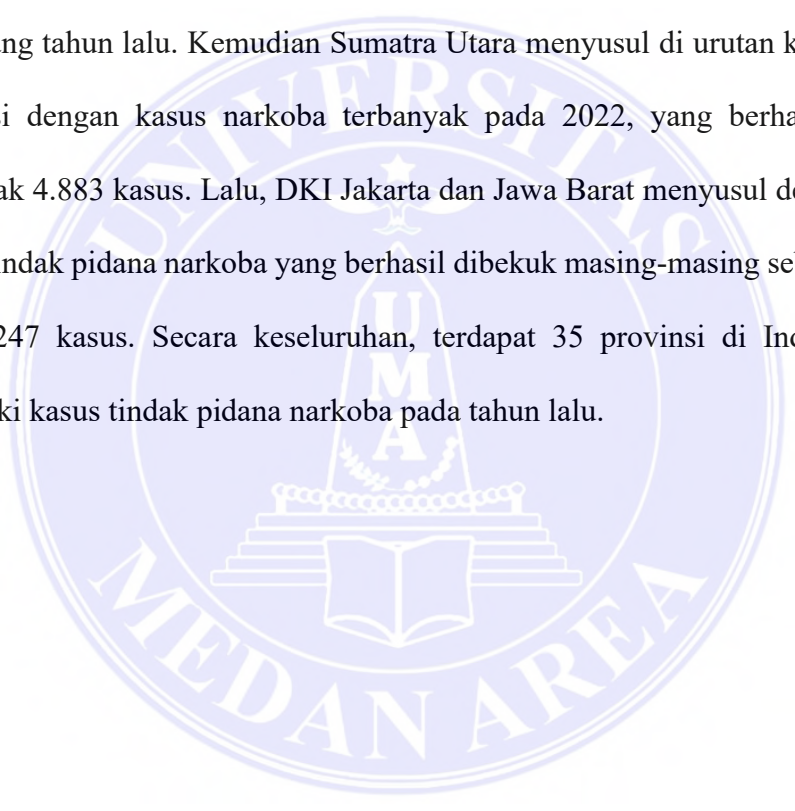 ng tahun lalu. Kemudian Sumatra Utara menyusul di urutan k
i dengan kasus narkoba terbanyak pada 2022, yang berha
ak 4.883 kasus. Lalu, DKI Jakarta dan Jawa Barat menyusul d
ndak pidana narkoba yang berhasil dibekuk masing-masing se
247 kasus. Secara keseluruhan, terdapat 35 provinsi di In
ki kasus tindak pidana narkoba pada tahun lalu.
UNIVERSITAS
UMA
MEDAN AREA